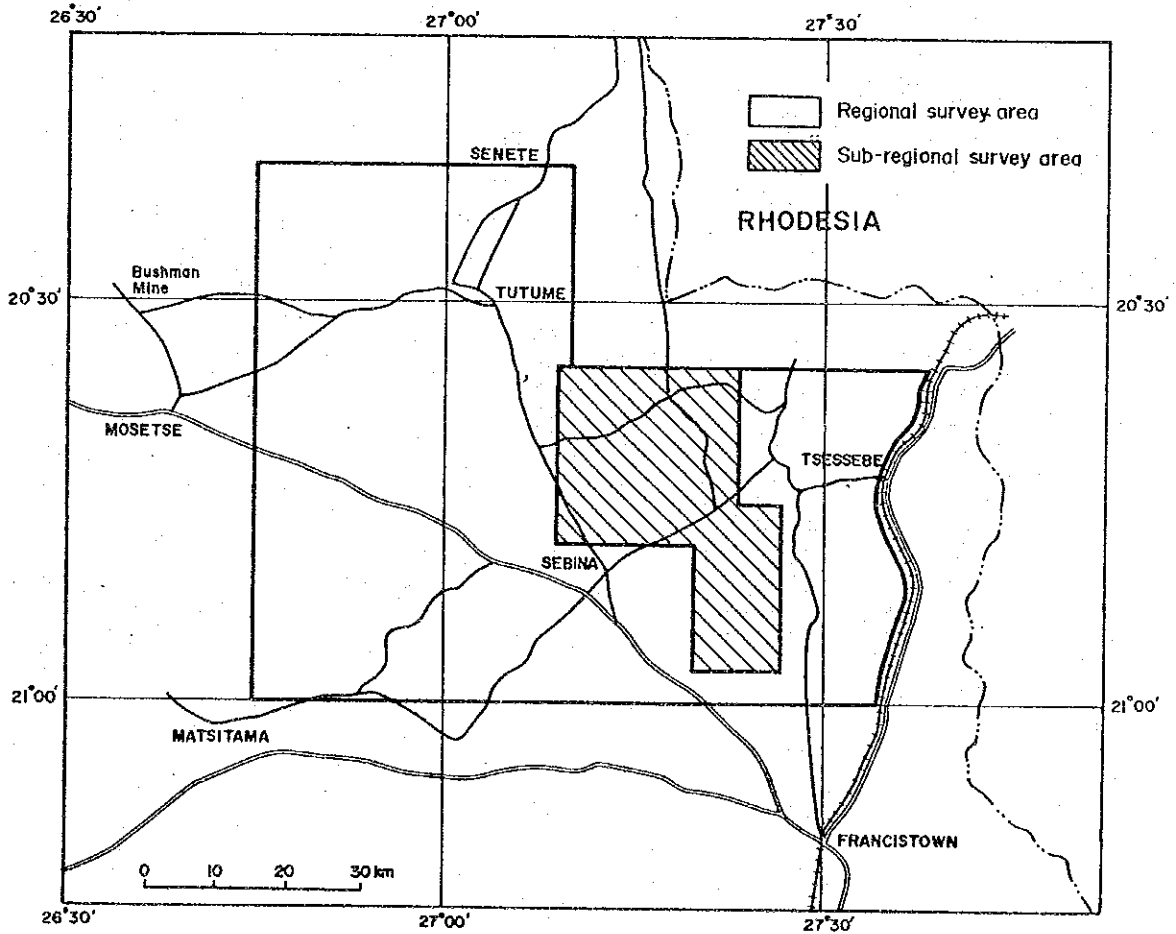 26°30'
27°00'
27°30'
Regional survey area
Sub-regional survey area
SENETE
RHODESIA
Bushman
Mine
20°30'
TUTUME
20°30'
MOSETSE
TSESSEBE
SEBINA
21°00'
21°00'
MATSITAMA
FRANCISTOWN
0 10 20 30 km
26°30'
27°00'
27°30'